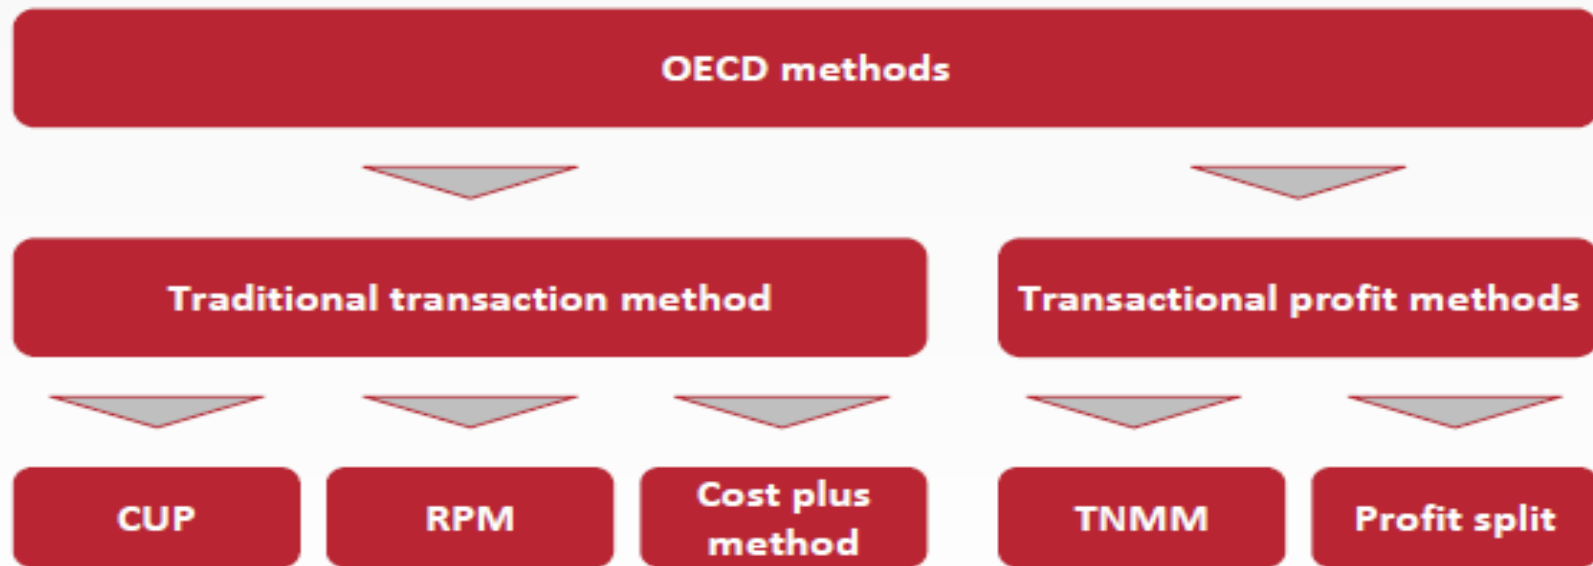 OECD methods
Traditional transaction method
Transactional profit methods
CUP
RPM
Cost plus
method
TNMM
Profit split